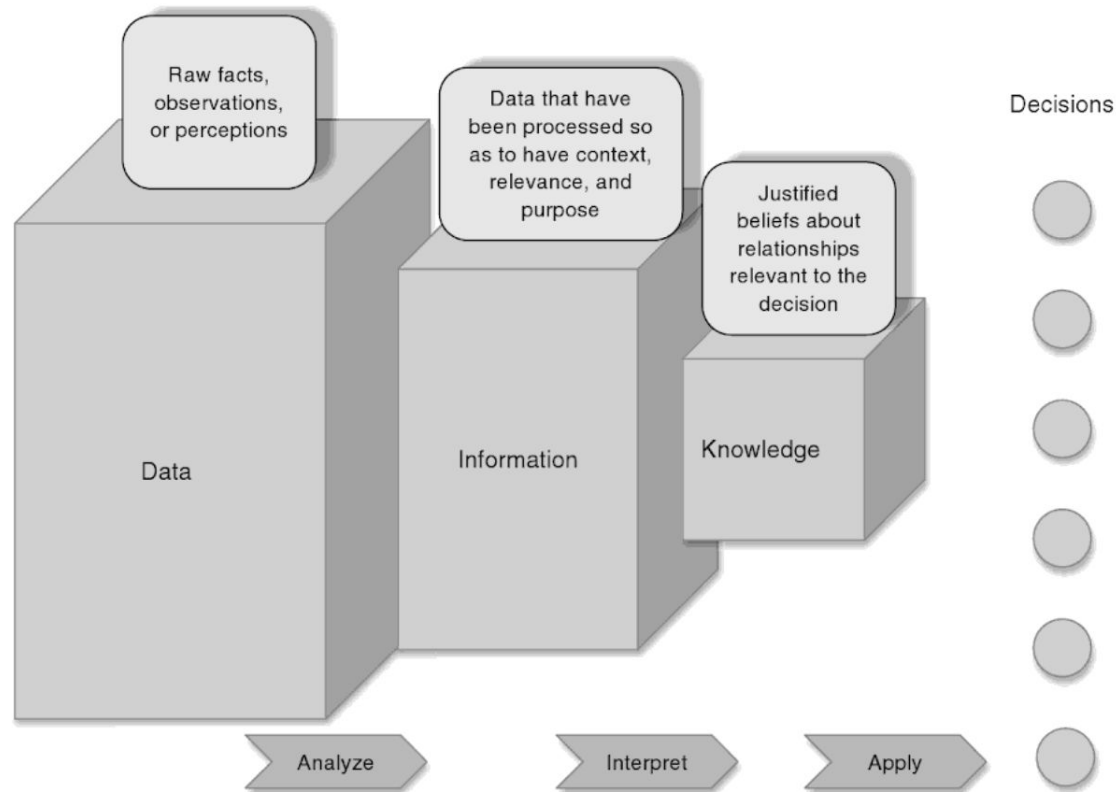 Raw facts,
observations,
or perceptions
Data that have
been processed so
as to have context,
relevance, and
purpose
Justified
beliefs about
relationships
relevant to the
decision
Decisions
Data
Information
Knowledge
Analyze
Interpret
Apply